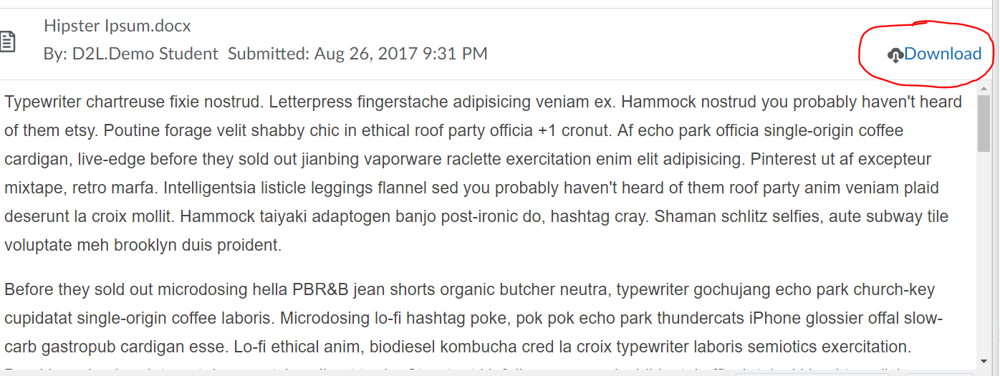 Hipster Ipsum.docx
By: D2L.Demo Student Submitted: Aug 26, 2017 9:31 PM
Download
Typewriter chartreuse fixie nostrud. Letterpress fingerstache adipisicing veniam ex. Hammock nostrud you probably haven't heard
of them etsy. Poutine forage velit shabby chic in ethical roof party officia +1 cronut. Af echo park officia single-origin coffee
cardigan, live-edge before they sold out jianbing vaporware raclette exercitation enim elit adipisicing. Pinterest ut af excepteur
mixtape, retro marfa. Intelligentsia listicle leggings flannel sed you probably haven't heard of them roof party anim veniam plaid
deserunt la croix mollit. Hammock taiyaki adaptogen banjo post-ironic do, hashtag cray. Shaman schlitz selfies, aute subway tile
voluptate meh brooklyn duis proident.
Before they sold out microdosing hella PBR&B jean shorts organic butcher neutra, typewriter gochujang echo park church-key
cupidatat single-origin coffee laboris. Microdosing lo-fi hashtag poke, pok pok echo park thundercats iPhone glossier offal slow-
carb gastropub cardigan esse. Lo-fi ethical anim, biodiesel kombucha cred la croix typewriter laboris semiotics exercitation.